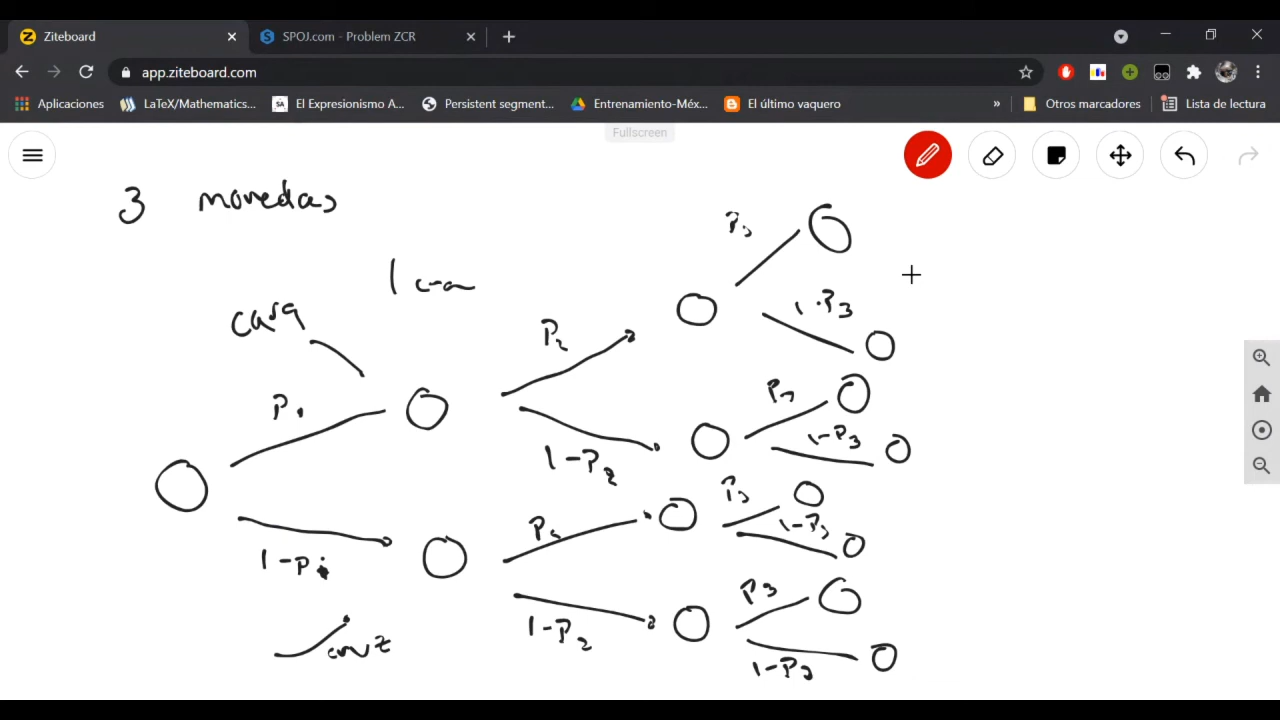 Ziteboard
SPOJ.com - Problem ZCR
app.ziteboard.com
Aplicaciones
LaTeX/Mathematics...
El Expresionismo A...
Persistent segment...
Entrenamiento-Méx...
El último vaquero
»
Otros marcadores
Lista de lectura
Fullscreen
3 monedas
P3
1 ca
1-P3
cara
P2
P3
P1
1-P3
1-P2
P3
P2
1-P3
1-P1
P3
1-P2
cruz
1-P3